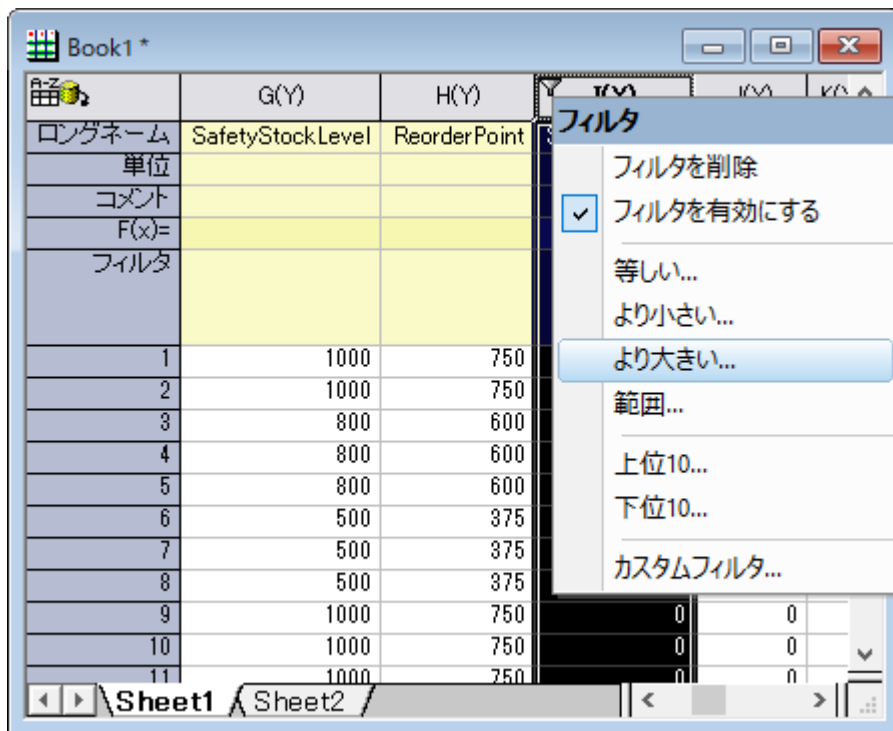 Book1 *
G(Y) H(Y) I(Y) J(Y)
ロングネーム SafetyStockLevel ReorderPoint
単位
コメント
F(x)=
フィルタ
1 1000 750
2 1000 750
3 800 600
4 800 600
5 800 600
6 500 375
7 500 375
8 500 375
9 1000 750 0 0
10 1000 750 0 0
11 1000 750 0 0
Sheet1 Sheet2
フィルタ
フィルタを削除
フィルタを有効にする
等しい...
より小さい...
より大きい...
範囲...
上位10...
下位10...
カスタムフィルタ...